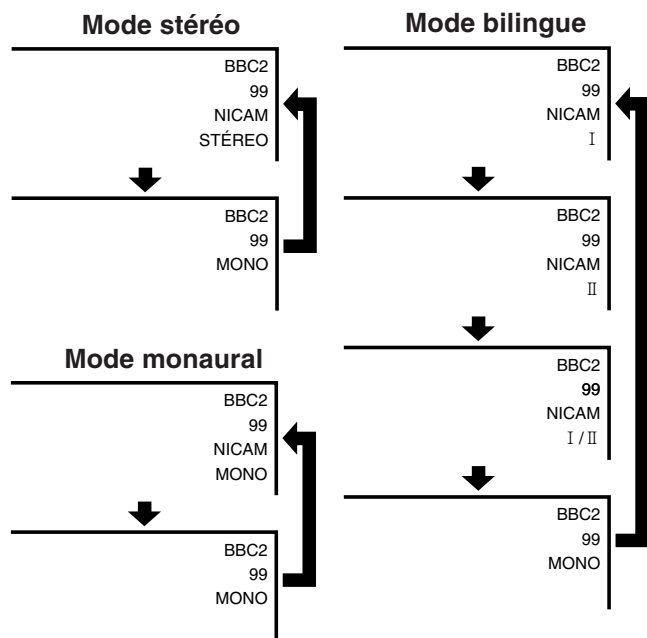 Mode stéréo
BBC2
99
NICAM
STÉREO
BBC2
99
MONO
Mode monaural
BBC2
99
NICAM
MONO
BBC2
99
MONO
Mode bilingue
BBC2
99
NICAM
I
BBC2
99
NICAM
II
BBC2
99
NICAM
I / II
BBC2
99
MONO